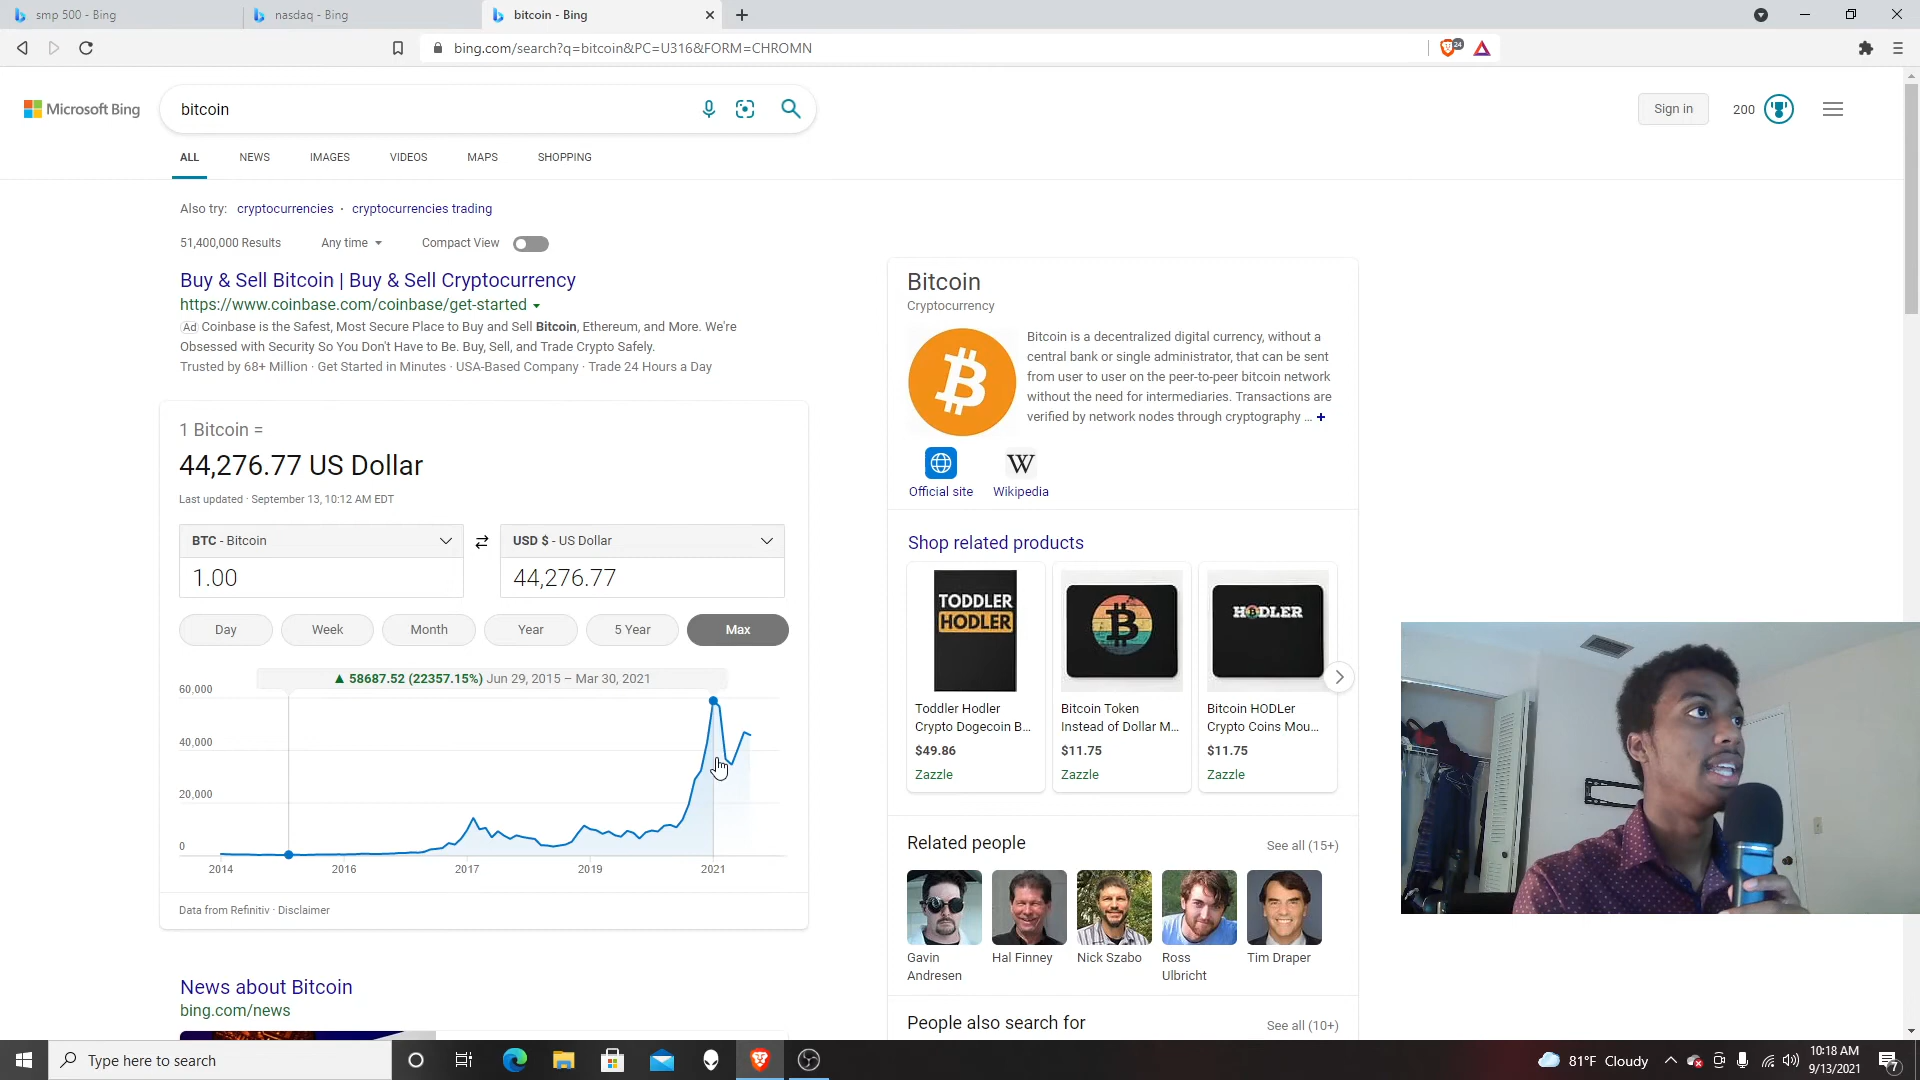 smp 500 - Bing
nasdaq - Bing
bitcoin - Bing
bing.com/search?q=bitcoin&PC=U316&FORM=CHROMN
24
Microsoft Bing
bitcoin
Sign in
200
ALL
NEWS
IMAGES
VIDEOS
MAPS
SHOPPING
Also try: cryptocurrencies · cryptocurrencies trading
51,400,000 Results
Any time
Compact View
Buy & Sell Bitcoin | Buy & Sell Cryptocurrency
https://www.coinbase.com/coinbase/get-started
Ad Coinbase is the Safest, Most Secure Place to Buy and Sell Bitcoin, Ethereum, and More. We're
Obsessed with Security So You Don't Have to Be. Buy, Sell, and Trade Crypto Safely.
Trusted by 68+ Million · Get Started in Minutes · USA-Based Company · Trade 24 Hours a Day
1 Bitcoin =
44,276.77 US Dollar
Last updated · September 13, 10:12 AM EDT
BTC - Bitcoin
USD $ - US Dollar
1.00
44,276.77
Day
Week
Month
Year
5 Year
Max
▲ 58687.52 (22357.15%) Jun 29, 2015 – Mar 30, 2021
60,000
40,000
20,000
0
2014
2016
2017
2019
2021
Data from Refinitiv · Disclaimer
News about Bitcoin
bing.com/news
Bitcoin
Cryptocurrency
Bitcoin is a decentralized digital currency, without a
central bank or single administrator, that can be sent
from user to user on the peer-to-peer bitcoin network
without the need for intermediaries. Transactions are
verified by network nodes through cryptography ... +
W
Official site
Wikipedia
Shop related products
TODDLER
HODLER
HODLER
Toddler Hodler
Crypto Dogecoin B...
$49.86
Zazzle
Bitcoin Token
Instead of Dollar M...
$11.75
Zazzle
Bitcoin HODLer
Crypto Coins Mou...
$11.75
Zazzle
Related people
See all (15+)
Gavin
Andresen
Hal Finney
Nick Szabo
Ross
Ulbricht
Tim Draper
People also search for
See all (10+)
Type here to search
81°F Cloudy
10:18 AM
9/13/2021
7